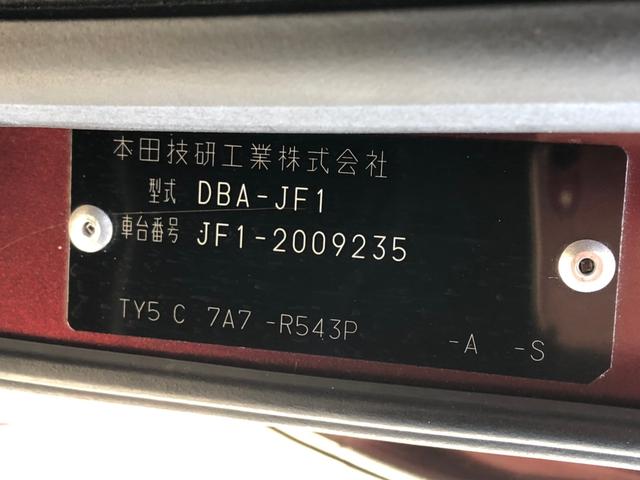 本田技研工業株式会社
型式 DBA-JF1
車台番号 JF1-2009235
TY5 C 7A7 -R543P -A -S